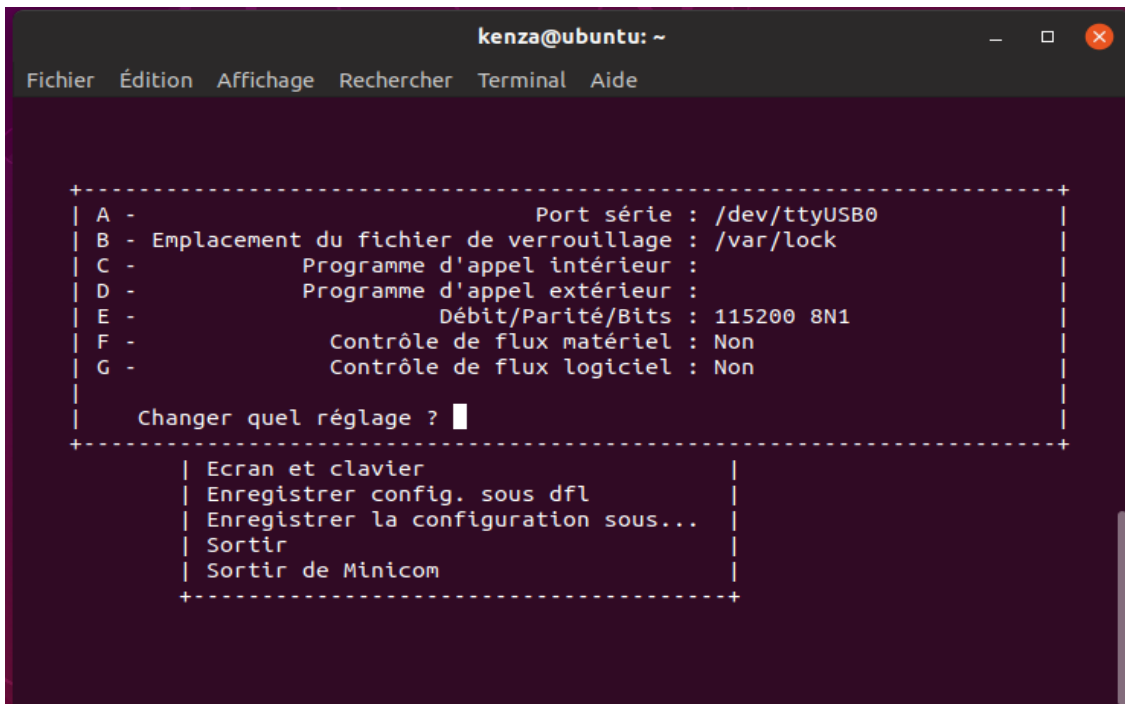 kenza@ubuntu: ~
Fichier Édition Affichage Rechercher Terminal Aide
+-----------------------------------------------------------------------+
| A - Port série : /dev/ttyUSB0 |
| B - Emplacement du fichier de verrouillage : /var/lock |
| C - Programme d'appel intérieur : |
| D - Programme d'appel extérieur : |
| E - Débit/Parité/Bits : 115200 8N1 |
| F - Contrôle de flux matériel : Non |
| G - Contrôle de flux logiciel : Non |
| |
| Changer quel réglage ? |
+-----------------------------------------------------------------------+
| Ecran et clavier |
| Enregistrer config. sous dfl |
| Enregistrer la configuration sous... |
| Sortir |
| Sortir de Minicom |
+---------------------------------------+